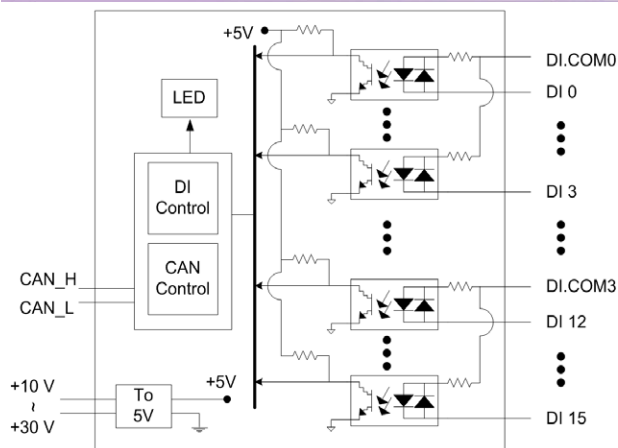 +5V
DI.COM0
LED
DI 0
DI
Control
DI 3
CAN
Control
CAN_H
CAN_L
DI.COM3
DI 12
+10 V
~
+30 V
To
5V
+5V
DI 15